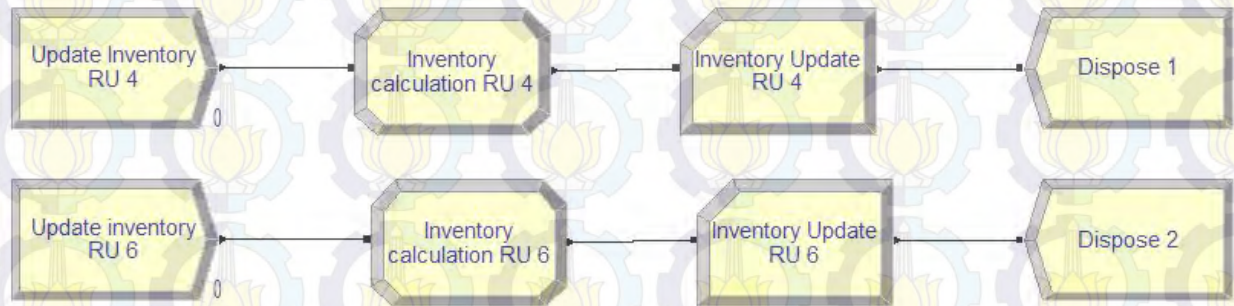 Update Inventory
RU 4
0
Inventory
calculation RU 4
Inventory Update
RU 4
Dispose 1
Update inventory
RU 6
0
Inventory
calculation RU 6
Inventory Update
RU 6
Dispose 2